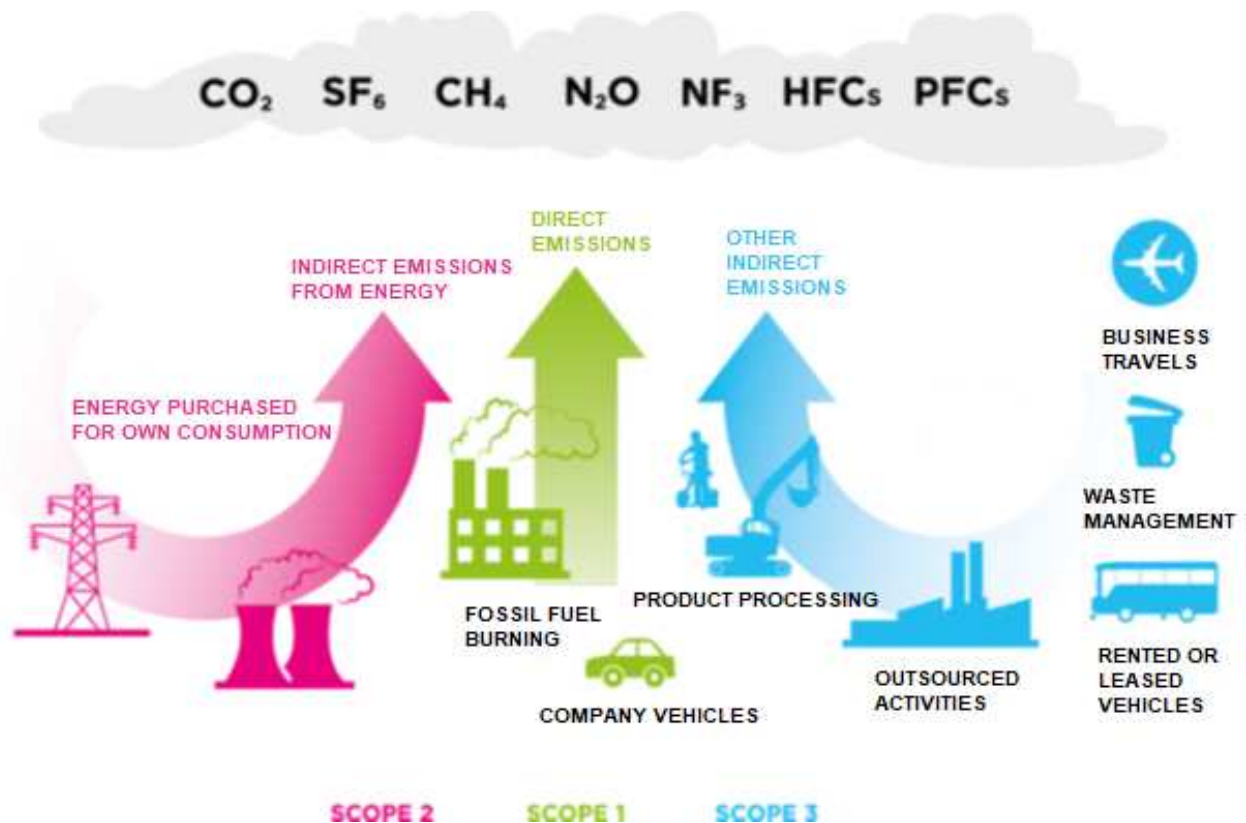 CO₂ SF₆ CH₄ N₂O NF₃ HFCs PFCs
DIRECT
EMISSIONS
OTHER
INDIRECT
EMISSIONS
INDIRECT EMISSIONS
FROM ENERGY
BUSINESS
TRAVELS
ENERGY PURCHASED
FOR OWN CONSUMPTION
WASTE
MANAGEMENT
PRODUCT PROCESSING
FOSSIL FUEL
BURNING
RENTED OR
LEASED
VEHICLES
OUTSOURCED
ACTIVITIES
COMPANY VEHICLES
SCOPE 2 SCOPE 1 SCOPE 3